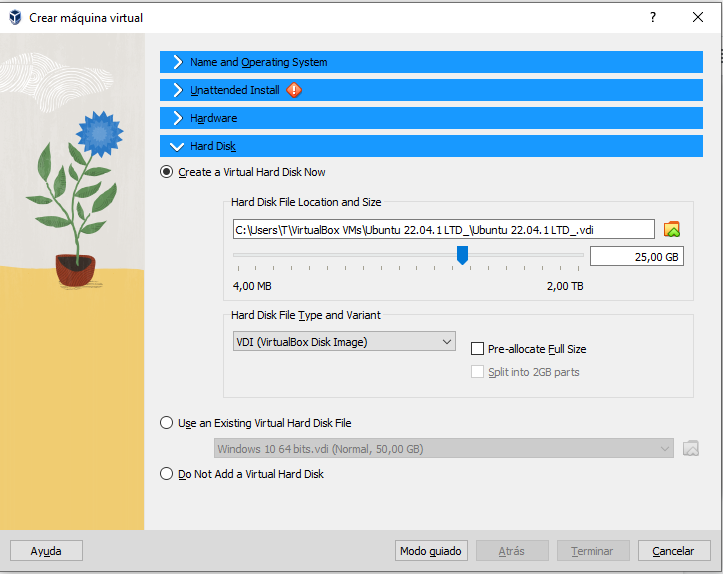 Crear máquina virtual
?
Name and Operating System
Unattended Install
Hardware
Hard Disk
Create a Virtual Hard Disk Now
Hard Disk File Location and Size
C:\Users\T\VirtualBox VMs\Ubuntu 22.04.1 LTD_\Ubuntu 22.04.1 LTD_.vdi
25,00 GB
4,00 MB
2,00 TB
Hard Disk File Type and Variant
VDI (VirtualBox Disk Image)
Pre-allocate Full Size
Split into 2GB parts
Use an Existing Virtual Hard Disk File
Windows 10 64 bits.vdi (Normal, 50,00 GB)
Do Not Add a Virtual Hard Disk
Ayuda
Modo guiado
Atrás
Terminar
Cancelar